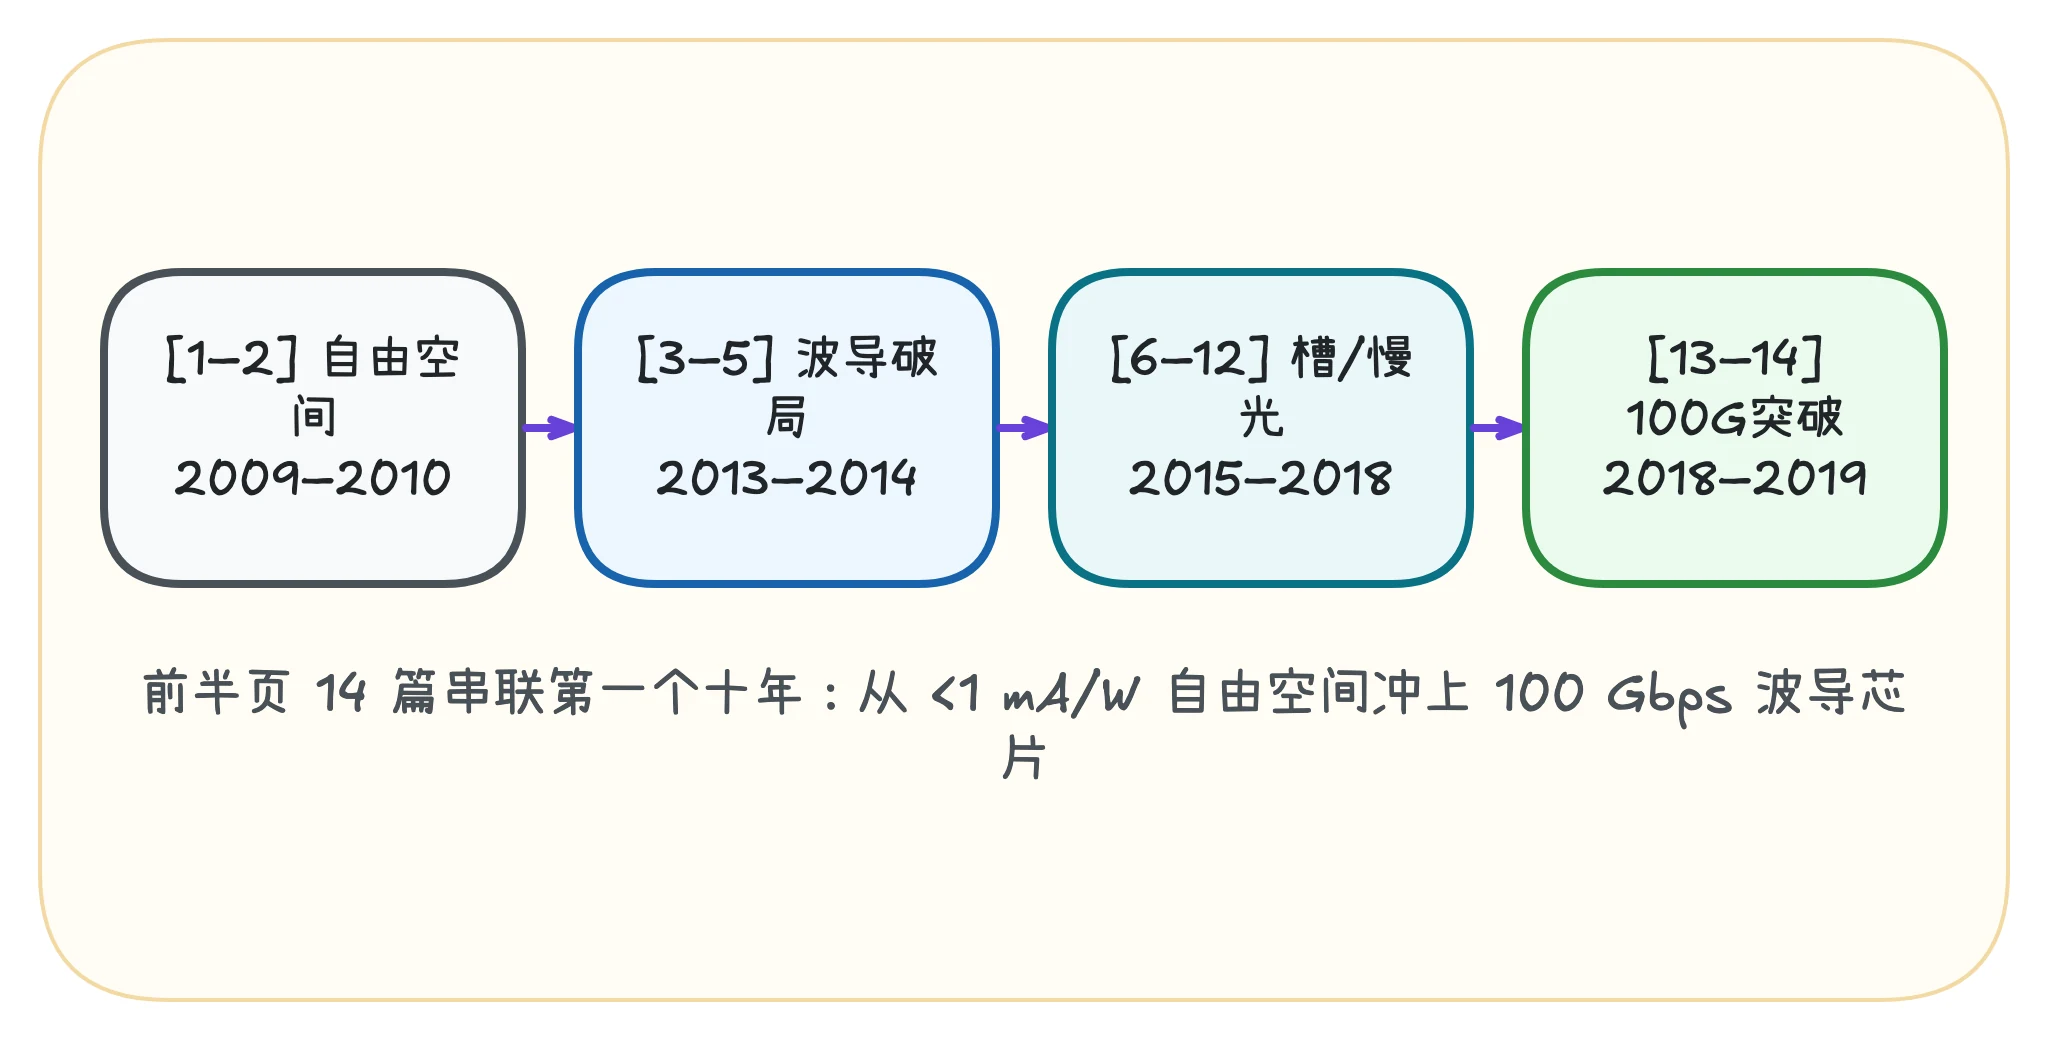 [1–2] 自由空
间
2009–2010
[3–5] 波导破
局
2013–2014
[6–12] 槽/慢
光
2015–2018
[13–14]
100G突破
2018–2019
前半页 14 篇串联第一个十年：从 <1 mA/W 自由空间冲上 100 Gbps 波导芯
片